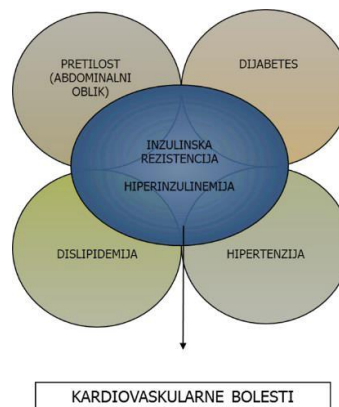 PRETILOST
(ABDOMINALNI
OBLIK)
DIJABETES
INZULINSKA
REZISTENCIJA
HIPERINZULINEMIJA
DISLIPIDEMIJA
HIPERTENZIJA
KARDIOVASKULARNE BOLESTI